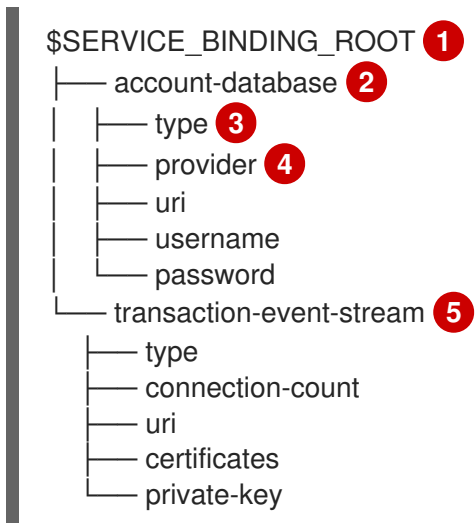 $SERVICE_BINDING_ROOT 1
├── account-database 2
│   ├── type 3
│   ├── provider 4
│   ├── uri
│   ├── username
│   └── password
└── transaction-event-stream 5
    ├── type
    ├── connection-count
    ├── uri
    ├── certificates
    └── private-key